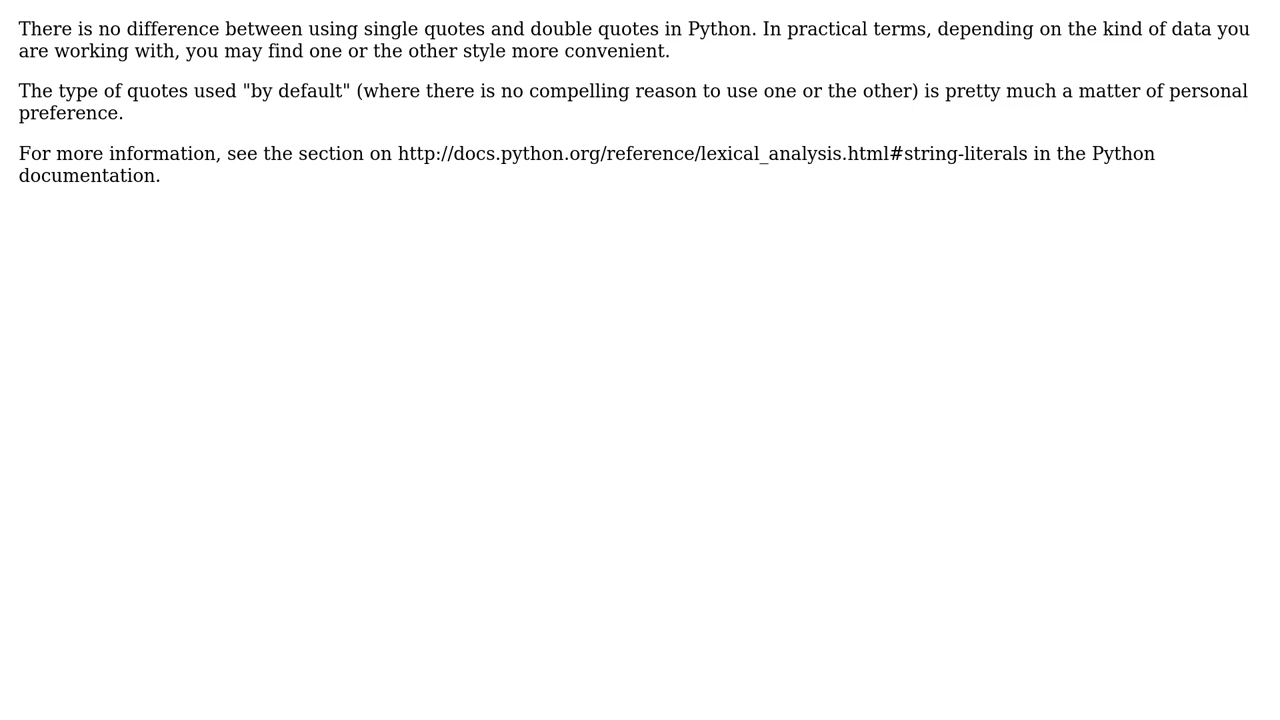 There is no difference between using single quotes and double quotes in Python. In practical terms, depending on the kind of data you
are working with, you may find one or the other style more convenient.
The type of quotes used "by default" (where there is no compelling reason to use one or the other) is pretty much a matter of personal
preference.
For more information, see the section on http://docs.python.org/reference/lexical_analysis.html#string-literals in the Python
documentation.